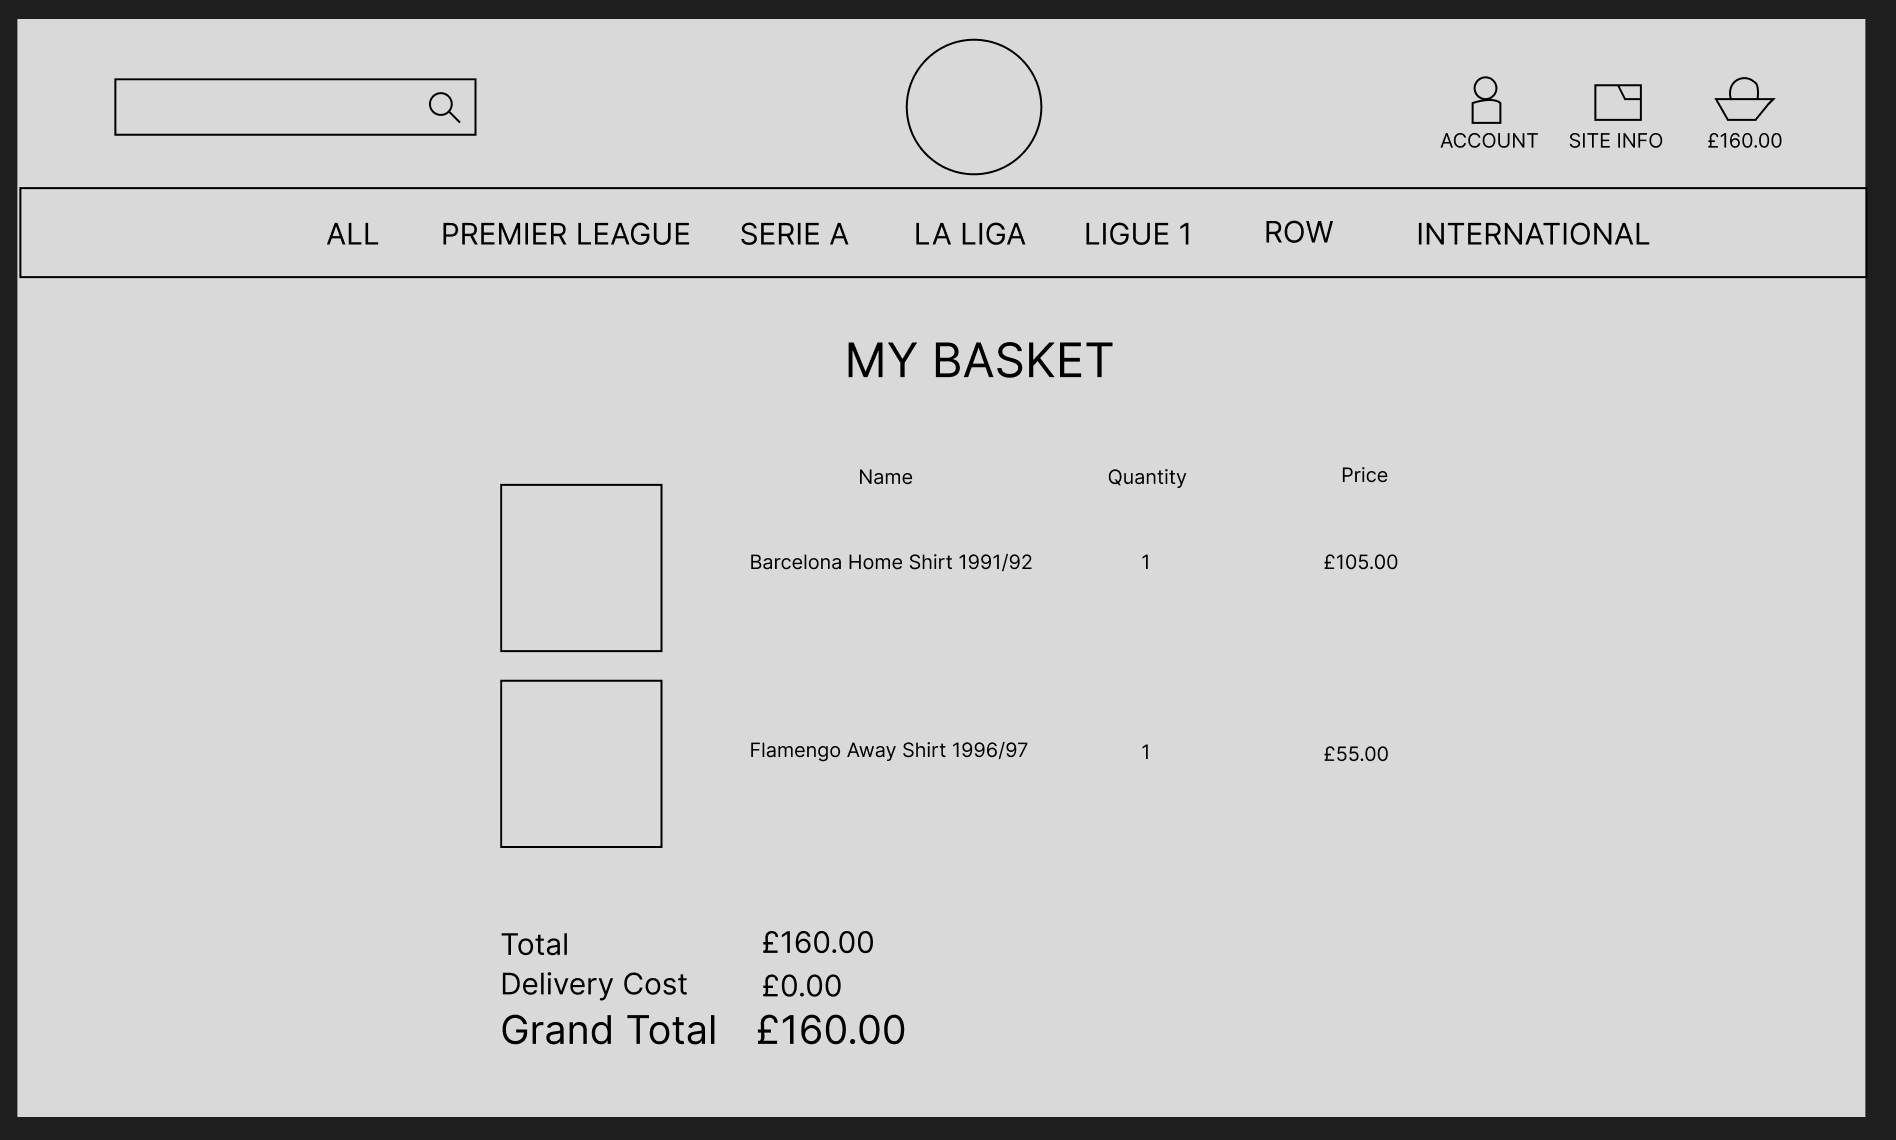 ACCOUNT SITE INFO £160.00
ALL PREMIER LEAGUE SERIE A LA LIGA LIGUE 1 ROW INTERNATIONAL
MY BASKET
Name Quantity Price
Barcelona Home Shirt 1991/92 1 £105.00
Flamengo Away Shirt 1996/97 1 £55.00
Total £160.00
Delivery Cost £0.00
Grand Total £160.00